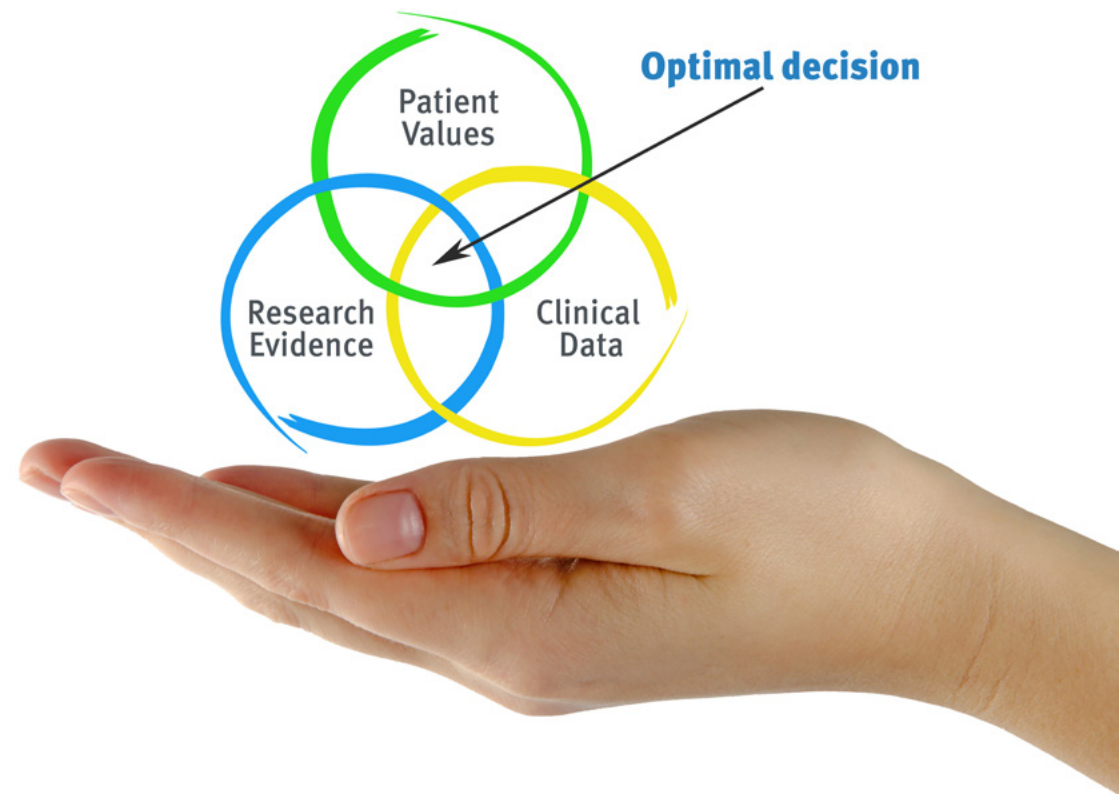 Optimal decision
Patient
Values
Research
Evidence
Clinical
Data